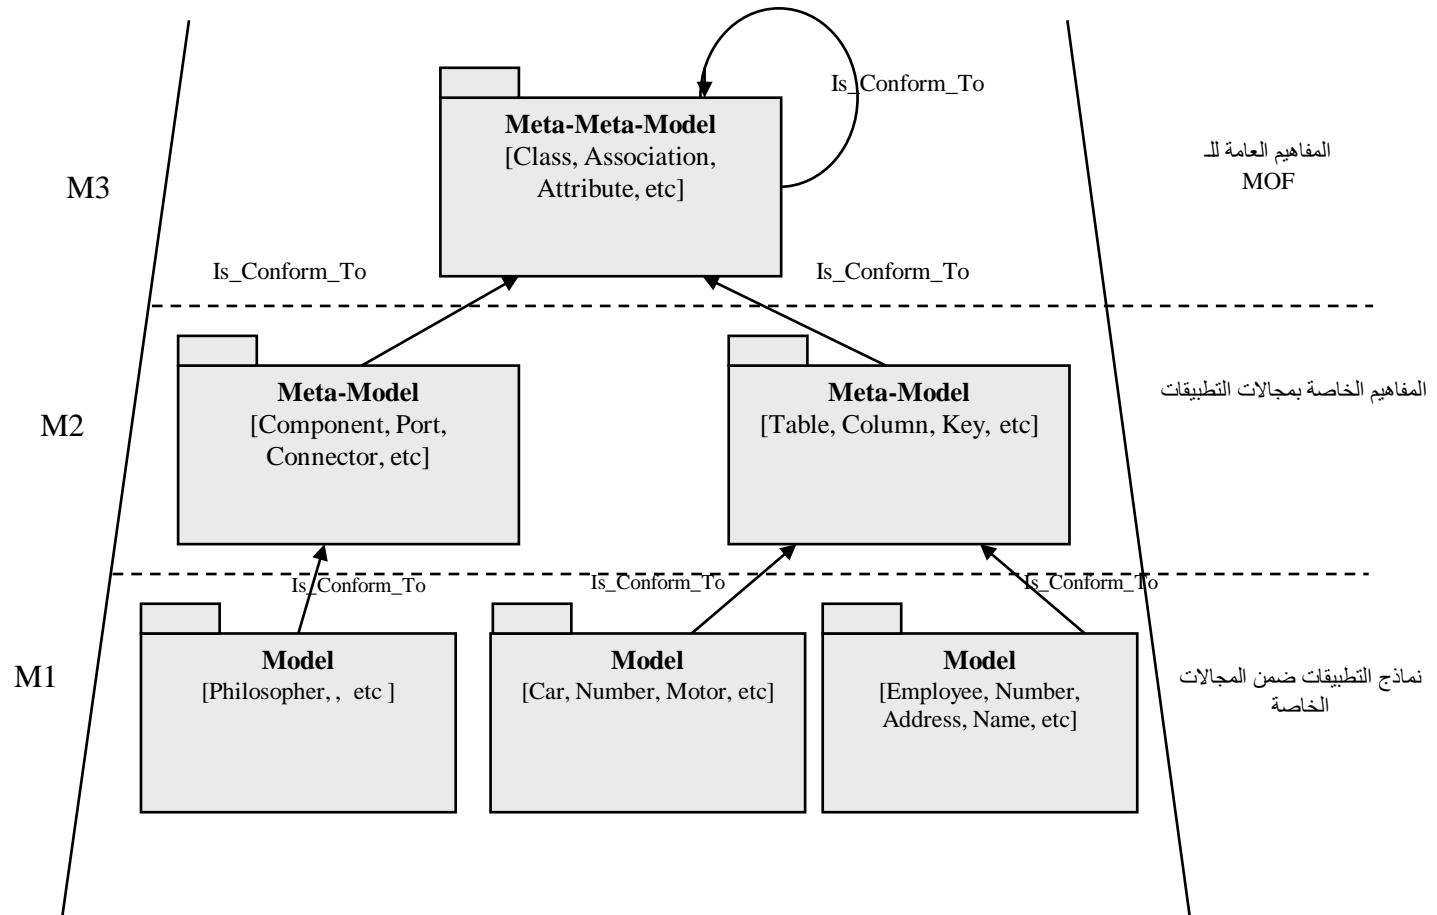 Is_Conform_To
Meta-Meta-Model
[Class, Association,
Attribute, etc]
M3
المفاهيم العامة للـ
MOF
Is_Conform_To
Is_Conform_To
Meta-Model
[Component, Port,
Connector, etc]
Meta-Model
[Table, Column, Key, etc]
M2
المفاهيم الخاصة بمجالات التطبيقات
Is_Conform_To
Is_Conform_To
Is_Conform_To
Model
[Philosopher, , etc ]
Model
[Car, Number, Motor, etc]
Model
[Employee, Number,
Address, Name, etc]
M1
نماذج التطبيقات ضمن المجالات
الخاصة